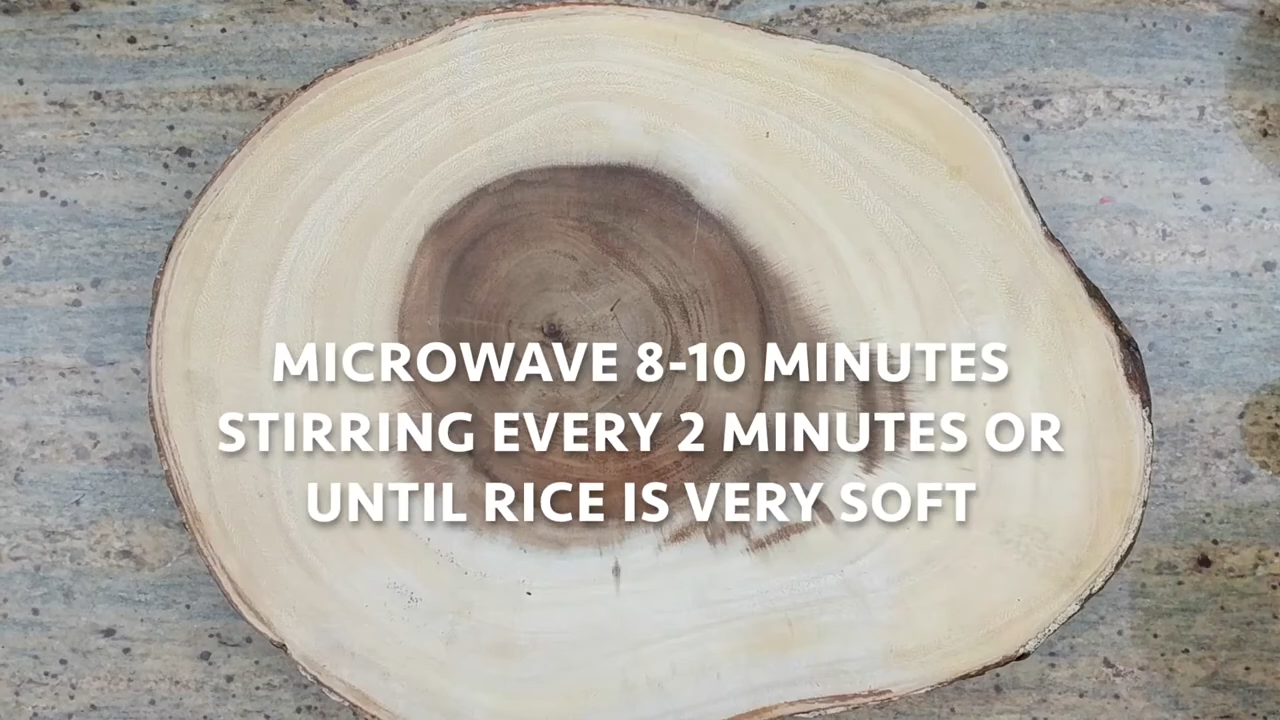 MICROWAVE 8-10 MINUTES
STIRRING EVERY 2 MINUTES OR
UNTIL RICE IS VERY SOFT